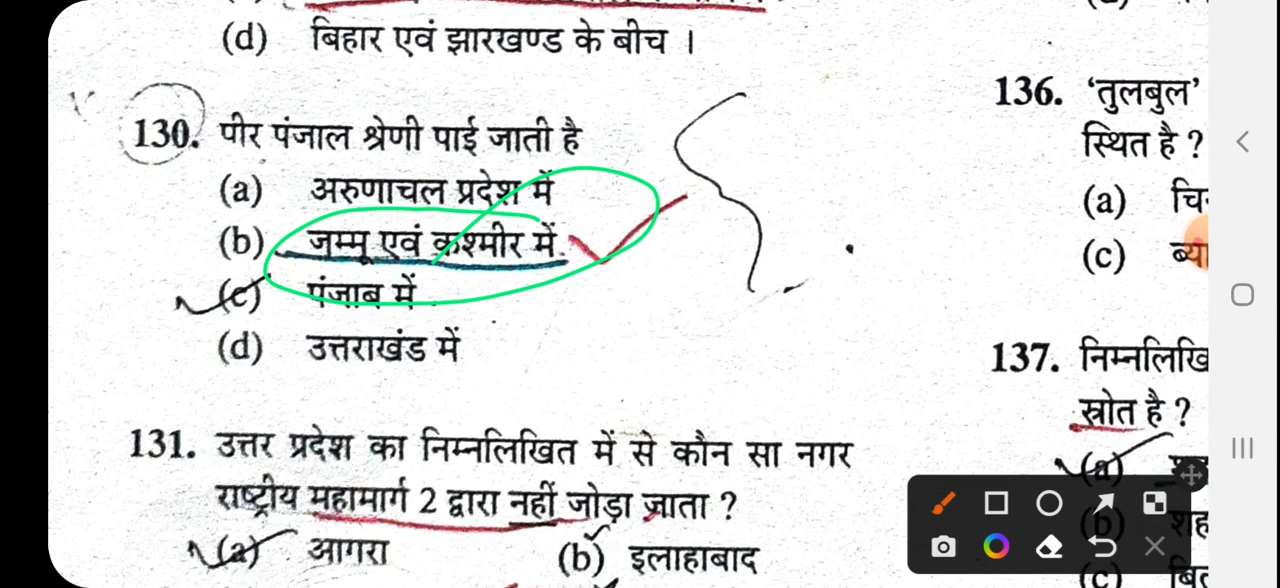 (d) बिहार एवं झारखण्ड के बीच ।
130. पीर पंजाल श्रेणी पाई जाती है
(a) अरुणाचल प्रदेश में
(b) जम्मू एवं कश्मीर में.
(c) पंजाब में
(d) उत्तराखंड में
131. उत्तर प्रदेश का निम्नलिखित में से कौन सा नगर
राष्ट्रीय महामार्ग 2 द्वारा नहीं जोड़ा जाता ?
(a) आगरा (b) इलाहाबाद
136. ‘तुलबुल’
स्थित है ?
(a)
(c)
137.
स्रोत है ?
(a)
(b)
(c)